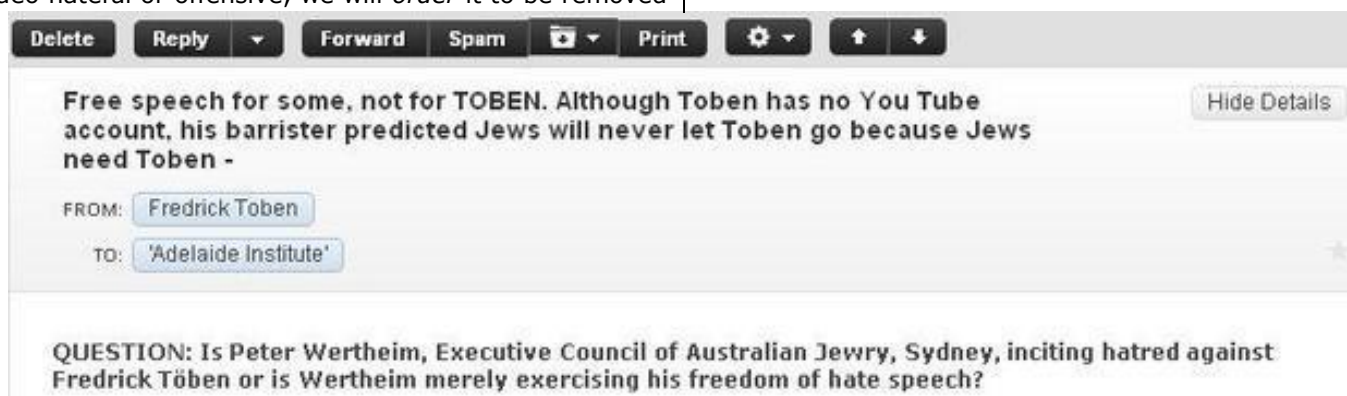 deo hateful or offensive, we will order it to be removed
Delete Reply Forward Spam Print
Free speech for some, not for TOBEN. Although Toben has no You Tube
account, his barrister predicted Jews will never let Toben go because Jews
need Toben -
Hide Details
FROM: Fredrick Toben
TO: 'Adelaide Institute'
QUESTION: Is Peter Wertheim, Executive Council of Australian Jewry, Sydney, inciting hatred against
Fredrick Töben or is Wertheim merely exercising his freedom of hate speech?